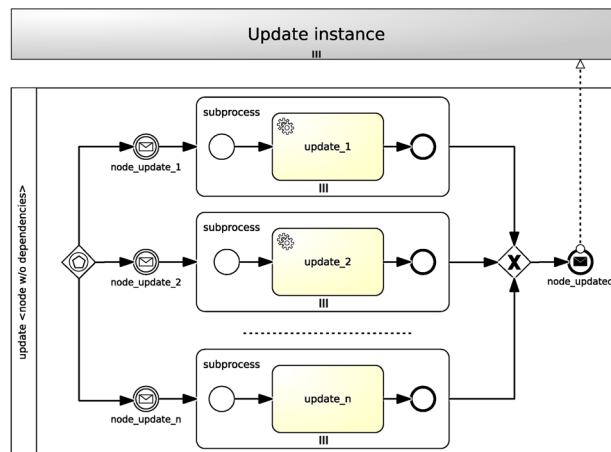 Update instance
update <node w/o dependencies>
subprocess
update_1
node_update_1
subprocess
update_2
node_update_2
node_updated
subprocess
update_n
node_update_n